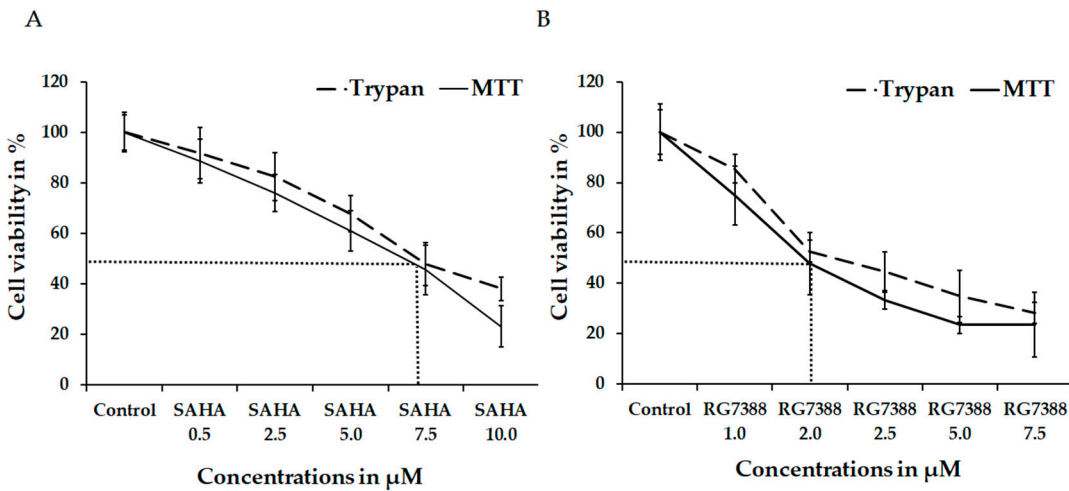 A
Cell viability in %
120
100
80
60
40
20
0
Trypan MTT
Control SAHA SAHA SAHA SAHA SAHA
0.5 2.5 5.0 7.5 10.0
Concentrations in µM
B
Cell viability in %
120
100
80
60
40
20
0
Trypan MTT
Control RG7388 RG7388 RG7388 RG7388 RG7388
1.0 2.0 2.5 5.0 7.5
Concentrations in µM